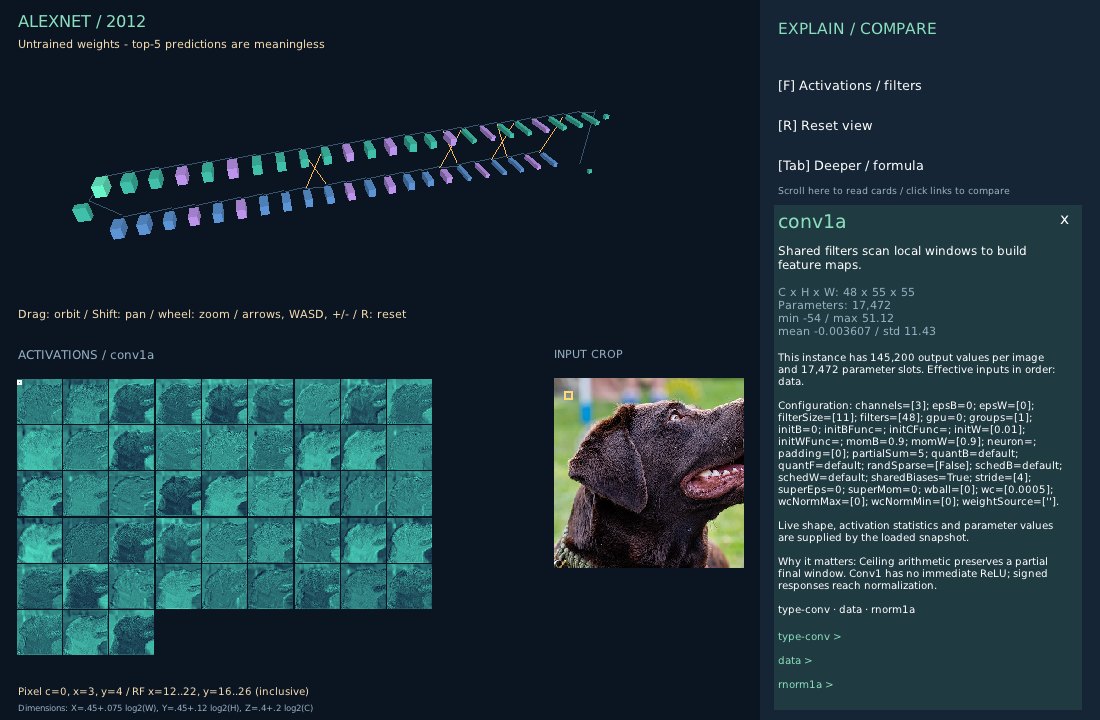 ALEXNET / 2012
Untrained weights - top-5 predictions are meaningless
Drag: orbit / Shift: pan / wheel: zoom / arrows, WASD, +/- / R: reset
ACTIVATIONS / conv1a
INPUT CROP
Pixel c=0, x=3, y=4 / RF x=12..22, y=16..26 (inclusive)
Dimensions: X=.45+.075 log2(W), Y=.45+.12 log2(H), Z=.4+.2 log2(C)
EXPLAIN / COMPARE
[F] Activations / filters
[R] Reset view
[Tab] Deeper / formula
Scroll here to read cards / click links to compare
conv1a
x
Shared filters scan local windows to build
feature maps.
C x H x W: 48 x 55 x 55
Parameters: 17,472
min -54 / max 51.12
mean -0.003607 / std 11.43
This instance has 145,200 output values per image
and 17,472 parameter slots. Effective inputs in order:
data.
Configuration: channels=[3]; epsB=0; epsW=[0];
filterSize=[11]; filters=[48]; gpu=0; groups=[1];
initB=0; initBFunc=; initCFunc=; initW=[0.01];
initWFunc=; momB=0.9; momW=[0.9]; neuron=;
padding=[0]; partialSum=5; quantB=default;
quantF=default; randSparse=[False]; schedB=default;
schedW=default; sharedBiases=True; stride=[4];
superEps=0; superMom=0; wball=[0]; wc=[0.0005];
wcNormMax=[0]; wcNormMin=[0]; weightSource=[''].
Live shape, activation statistics and parameter values
are supplied by the loaded snapshot.
Why it matters: Ceiling arithmetic preserves a partial
final window. Conv1 has no immediate ReLU; signed
responses reach normalization.
type-conv · data · rnorm1a
type-conv >
data >
rnorm1a >